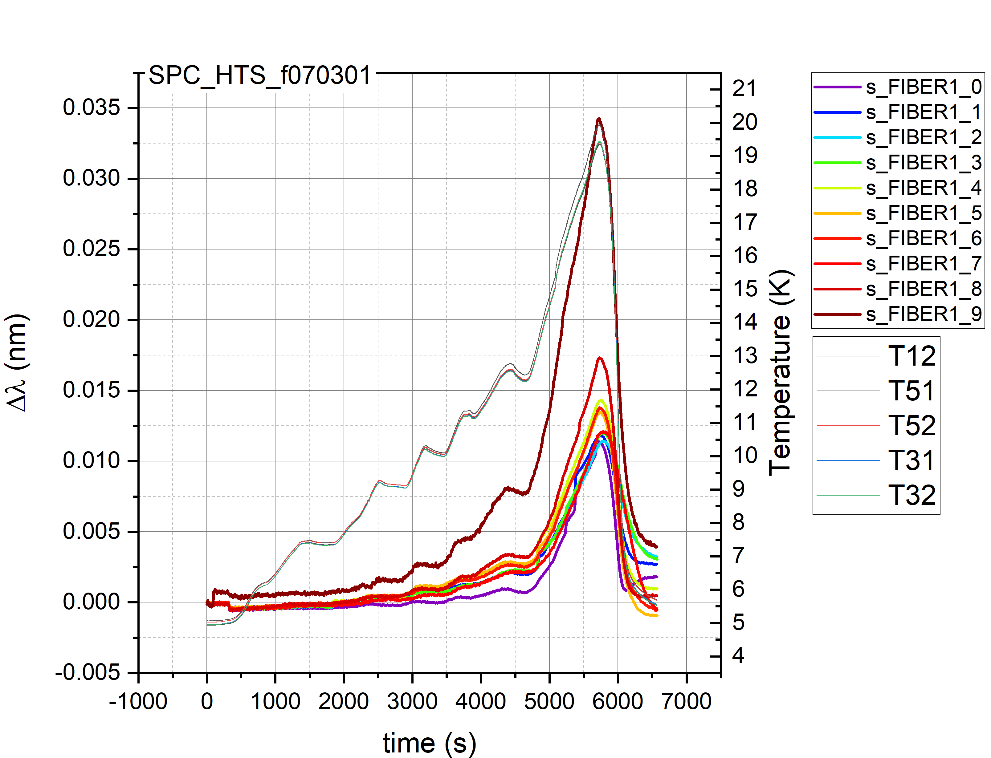 SPC_HTS_f070301
0.035
0.030
0.025
0.020
0.015
0.010
0.005
0.000
-0.005
Δλ (nm)
-1000 0 1000 2000 3000 4000 5000 6000 7000
time (s)
21
20
19
18
17
16
15
14
13
12
11
10
9
8
7
6
5
4
Temperature (K)
s_FIBER1_0
s_FIBER1_1
s_FIBER1_2
s_FIBER1_3
s_FIBER1_4
s_FIBER1_5
s_FIBER1_6
s_FIBER1_7
s_FIBER1_8
s_FIBER1_9
T12
T51
T52
T31
T32